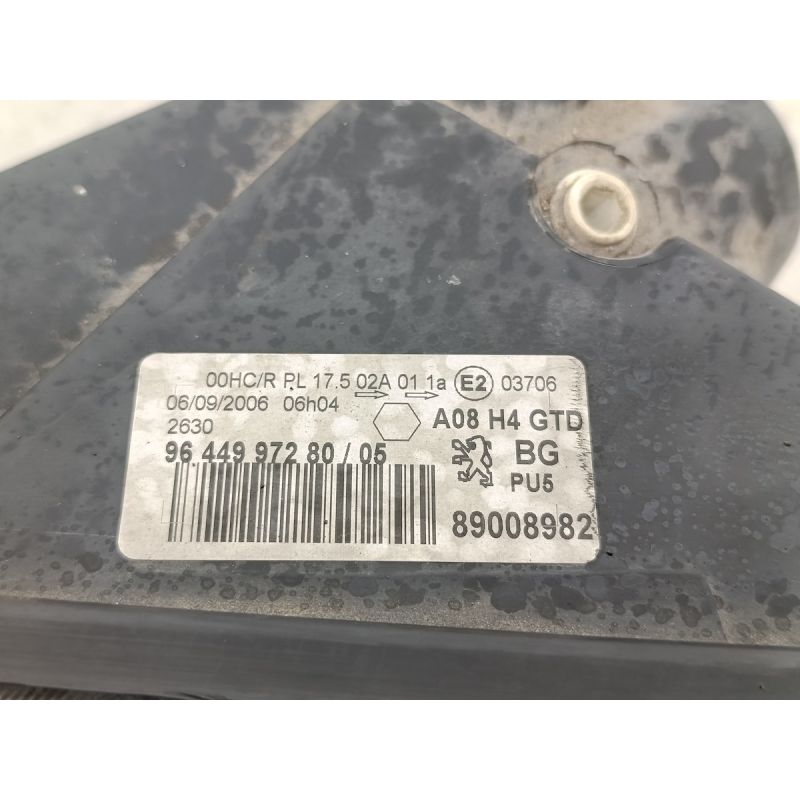 00HC/R PL 17.5 02A 01 1a E2 03706
06/09/2006 06h04
2630
A08 H4 GTD
96 449 972 80 / 05
BG
PU5
89008982